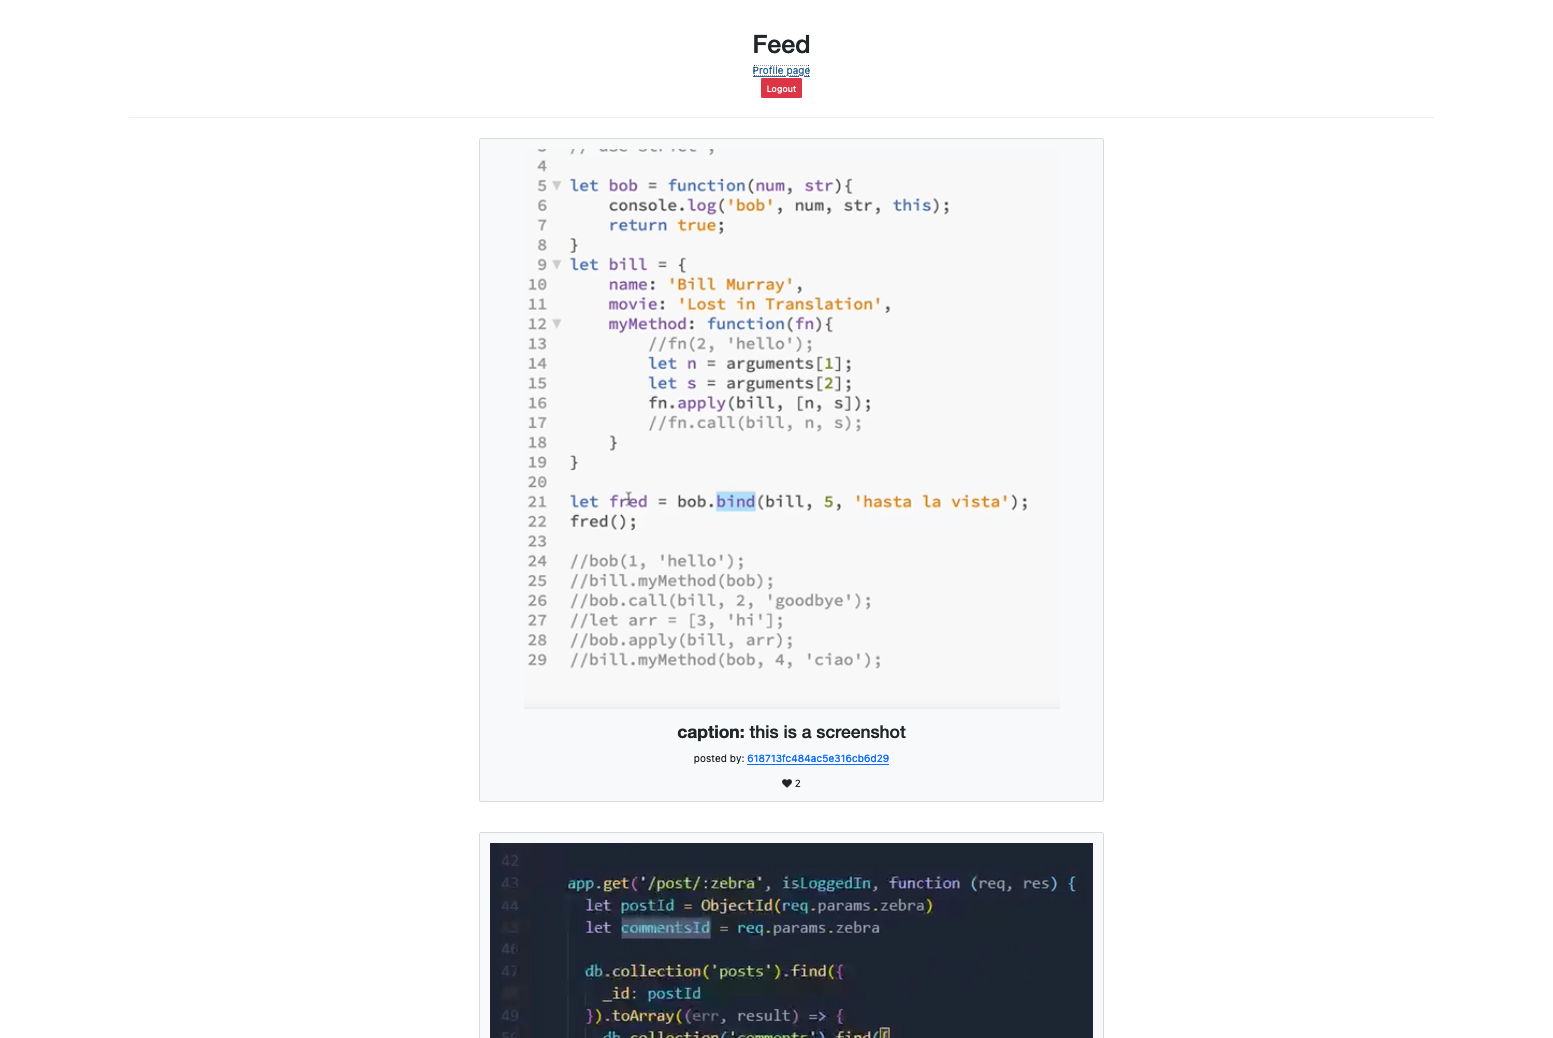 Feed
Profile page
Logout
3 // 'use strict';
4
5 let bob = function(num, str){
6 console.log('bob', num, str, this);
7 return true;
8 }
9 let bill = {
10 name: 'Bill Murray',
11 movie: 'Lost in Translation',
12 myMethod: function(fn){
13 //fn(2, 'hello');
14 let n = arguments[1];
15 let s = arguments[2];
16 fn.apply(bill, [n, s]);
17 //fn.call(bill, n, s);
18 }
19 }
20
21 let fred = bob.bind(bill, 5, 'hasta la vista');
22 fred();
23
24 //bob(1, 'hello');
25 //bill.myMethod(bob);
26 //bob.call(bill, 2, 'goodbye');
27 //let arr = [3, 'hi'];
28 //bob.apply(bill, arr);
29 //bill.myMethod(bob, 4, 'ciao');
caption: this is a screenshot
posted by: 618713fc484ac5e316cb6d29
2
42
43 app.get('/post/:zebra', isLoggedIn, function (req, res) {
44 let postId = ObjectId(req.params.zebra)
45 let commentsId = req.params.zebra
46
47 db.collection('posts').find({
_id: postId
49 }).toArray((err, result) => {
50 db.collection('comments').find({